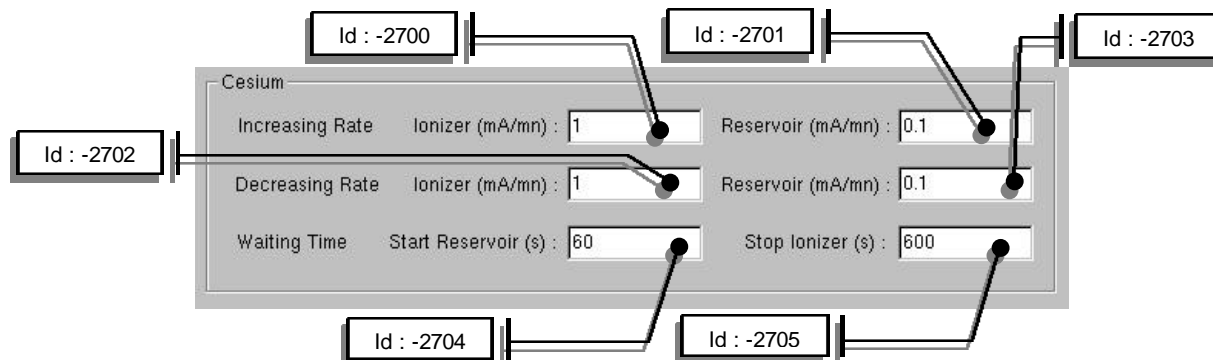 Id : -2700
Id : -2701
Id : -2703
Cesium
Increasing Rate Ionizer (mA/mn) : 1 Reservoir (mA/mn) : 0.1
Id : -2702
Decreasing Rate Ionizer (mA/mn) : 1 Reservoir (mA/mn) : 0.1
Waiting Time Start Reservoir (s) : 60 Stop Ionizer (s) : 600
Id : -2704
Id : -2705